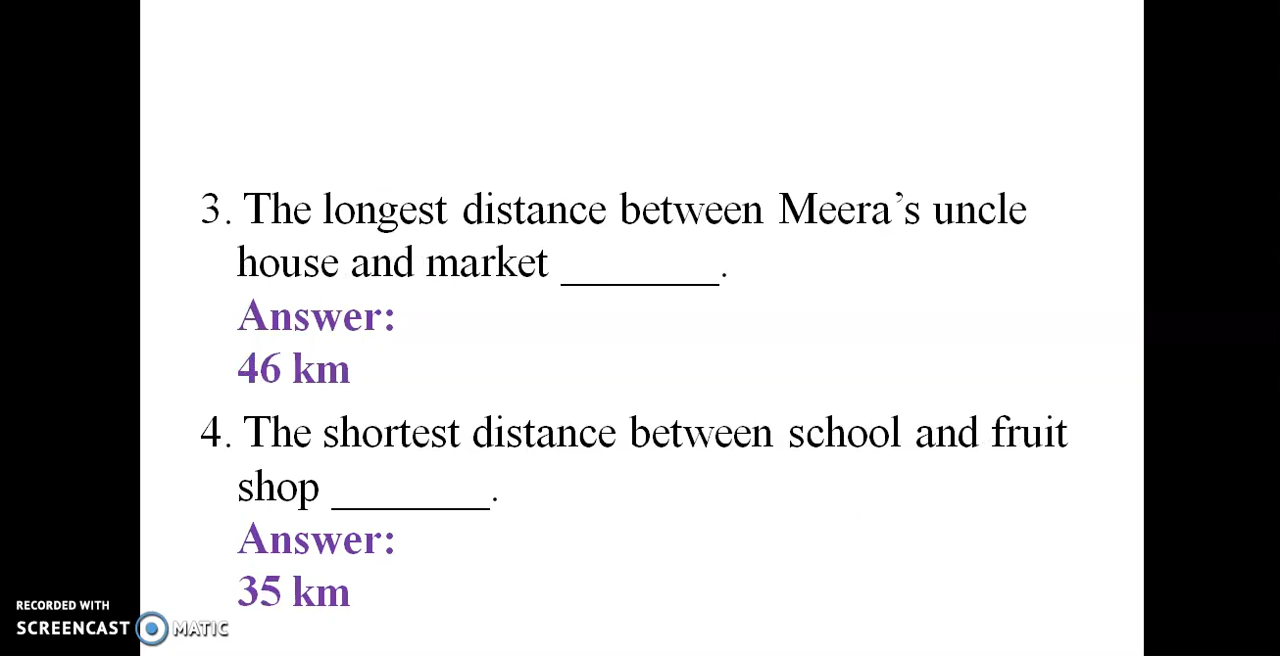 3. The longest distance between Meera’s uncle
house and market ________.
Answer:
46 km
4. The shortest distance between school and fruit
shop ________.
Answer:
35 km
RECORDED WITH
SCREENCAST MATIC